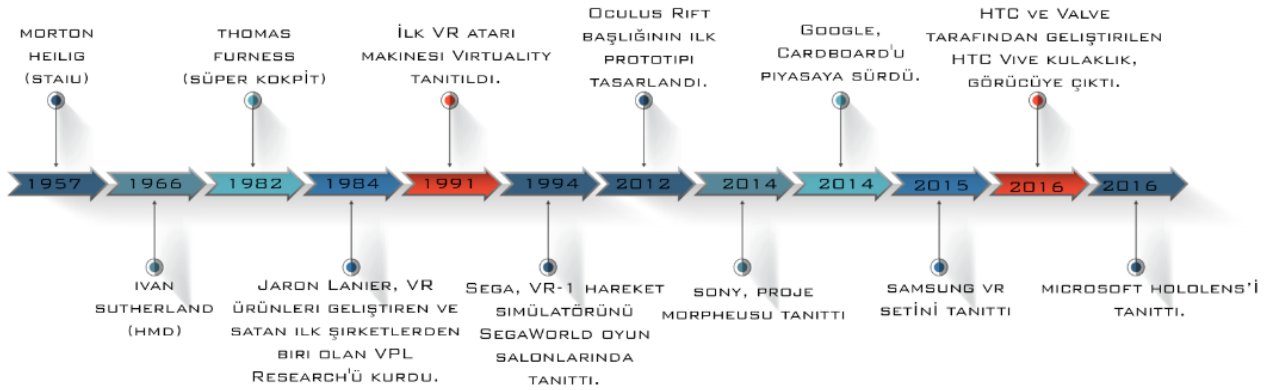 MORTON
HEILIG
(STAIU)
THOMAS
FURNESS
(SÜPER KOKPİT)
İLK VR ATARI
MAKINESI VIRTUALITY
TANITILDI.
OCULUS RIFT
BAŞLIĞININ ILK
PROTOTIPI
TASARLANDI.
GOOGLE,
CARDBOARD'U
PIYASAYA SÜRDÜ.
HTC VE VALVE
TARAFINDAN GELIŞTIRILEN
HTC VIVE KULAKLIK,
GÖRÜCÜYE ÇIKTI.
1957
1966
1982
1984
1991
1994
2012
2014
2014
2015
2016
2016
IVAN
SUTHERLAND
(HMD)
JARON LANIER, VR
ÜRÜNLERI GELIŞTIREN VE
SATAN ILK ŞIRKETLERDEN
BIRI OLAN VPL
RESEARCH'Ü KURDU.
SEGA, VR-1 HAREKET
SIMÜLATÖRÜNÜ
SEGAWORLD OYUN
SALONLARINDA
TANITTI.
SONY, PROJE
MORPHEUSU TANITTI
SAMSUNG VR
SETİNİ TANITTI
MICROSOFT HOLOLENS'İ
TANITTI.